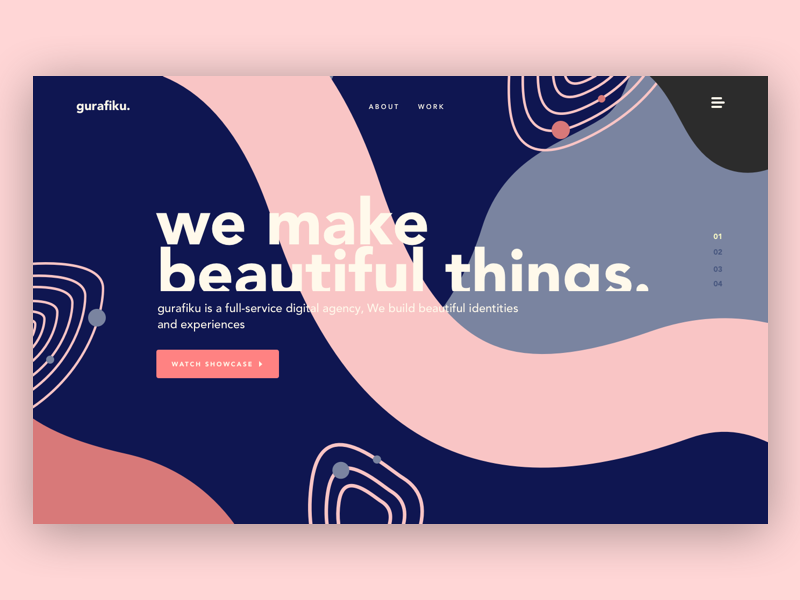 gurafiku.
ABOUT WORK
we make
beautiful things.
01
02
03
04
gurafiku is a full-service digital agency, We build beautiful identities
and experiences
WATCH SHOWCASE